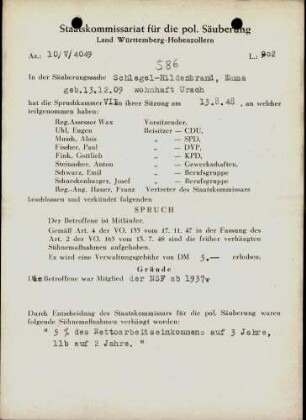 Staatskommissariat für die pol. Säuberung
Land Württemberg-Hohenzollern
Az.: 10/V/4049
L.: 902
586
In der Säuberungssache Schlegel-Hildenbrand, Emma
geb.13.12.09 wohnhaft Urach
hat die Spruchkammer VII in ihrer Sitzung am 13.8.48, an welcher
teilgenommen haben:
Reg.Assessor Wax Vorsitzender,
Uhl, Eugen Beisitzer — CDU,
Munch, Alois „ — SPD,
Fischer, Paul „ — DVP,
Fink, Gottlieb „ — KPD,
Steinacher, Anton „ — Gewerkschaften,
Schwarz, Emil „ — Berufsgruppe
Schneckenburger, Josef „ — Berufsgruppe
Reg.-Ang. Bauer, Franz Vertreter des Staatskommissars
beschlossen und verkündet folgenden
SPRUCH
Der Betroffene ist Mitläufer.
Gemäß Art. 4 der VO. 133 vom 17. 11. 47 in der Fassung des
Art. 2 der VO. 165 vom 13. 7. 48 sind die früher verhängten
Sühnemaßnahmen aufgehoben.
Es wird eine Verwaltungsgebühr von DM 5.— erhoben.
Gründe
Die Betroffene war Mitglied der NSF ab 1937
Durch Entscheidung des Staatskommissars für die pol. Säuberung waren
folgende Sühnemaßnahmen verhängt worden:
" 5 % des Nettoarbeitseinkommens auf 3 Jahre,
11b auf 2 Jahre. "